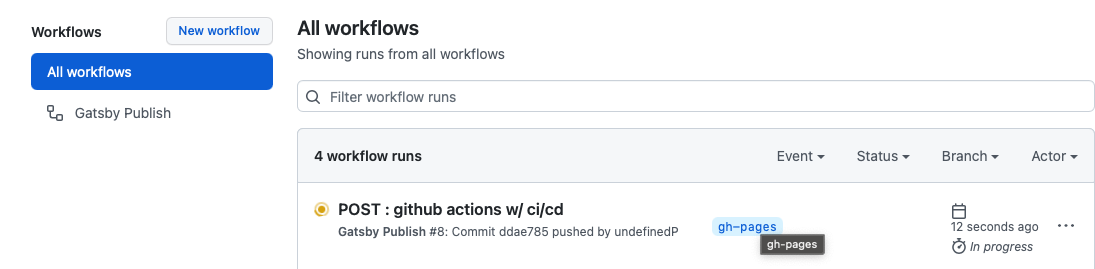 Workflows
New workflow
All workflows
Gatsby Publish
All workflows
Showing runs from all workflows
Filter workflow runs
4 workflow runs
Event
Status
Branch
Actor
POST : github actions w/ ci/cd
Gatsby Publish #8: Commit ddae785 pushed by undefinedP
gh-pages
gh-pages
12 seconds ago
In progress